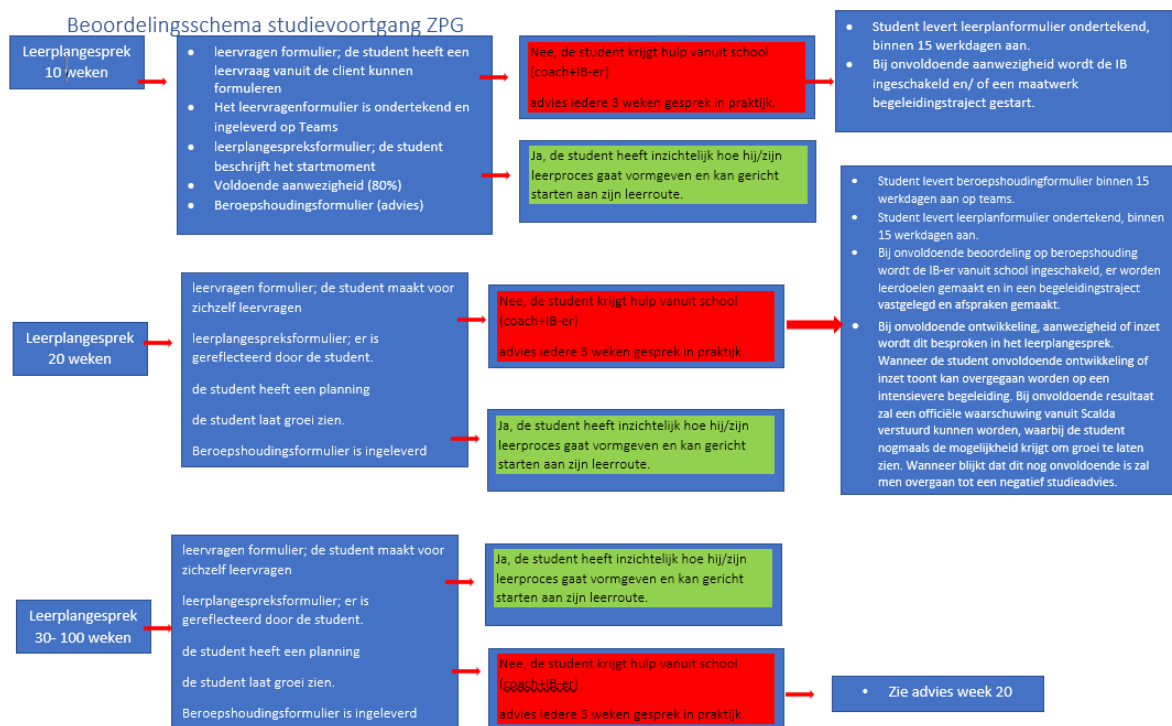 Beoordelingsschema studievoortgang ZPG
Leerplangesprek
10 weken
leervragen formulier; de student heeft een
leervraag vanuit de client kunnen
formuleren
Het leervragenformulier is ondertekend en
ingeleverd op Teams
leerplangespreksformulier; de student
beschrijft het startmoment
Voldoende aanwezigheid (80%)
Beroepshoudingsformulier (advies)
Nee, de student krijgt hulp vanuit school
(coach+IB-er)
advies iedere 3 weken gesprek in praktijk.
Ja, de student heeft inzichtelijk hoe hij/zijn
leerproces gaat vormgeven en kan gericht
starten aan zijn leerroute.
Student levert leerplanformulier ondertekend,
binnen 15 werkdagen aan.
Bij onvoldoende aanwezigheid wordt de IB
ingeschakeld en/ of een maatwerk
begeleidingstraject gestart.
Leerplangesprek
20 weken
leervragen formulier; de student maakt voor
zichzelf leervragen
leerplangespreksformulier; er is
gereflecteerd door de student.
de student heeft een planning
de student laat groei zien.
Beroepshoudingsformulier is ingeleverd
Nee, de student krijgt hulp vanuit school
(coach+IB-er)
advies iedere 3 weken gesprek in praktijk.
Ja, de student heeft inzichtelijk hoe hij/zijn
leerproces gaat vormgeven en kan gericht
starten aan zijn leerroute.
Student levert beroepshoudingformulier binnen 15
werkdagen aan op teams.
Student levert leerplanformulier ondertekend, binnen
15 werkdagen aan.
Bij onvoldoende beoordeling op beroepshouding
wordt de IB-er vanuit school ingeschakeld, er worden
leerdoelen gemaakt en in een begeleidingstraject
vastgelegd en afspraken gemaakt.
Bij onvoldoende ontwikkeling, aanwezigheid of inzet
wordt dit besproken in het leerplangesprek.
Wanneer de student onvoldoende ontwikkeling of
inzet toont kan overgegaan worden op een
intensievere begeleiding. Bij onvoldoende resultaat
zal een officiële waarschuwing vanuit Scalda
verstuurd kunnen worden, waarbij de student
nogmaals de mogelijkheid krijgt om groei te laten
zien. Wanneer blijkt dat dit nog onvoldoende is zal
men overgaan tot een negatief studieadvies.
Leerplangesprek
30- 100 weken
leervragen formulier; de student maakt voor
zichzelf leervragen
leerplangespreksformulier; er is
gereflecteerd door de student.
de student heeft een planning
de student laat groei zien.
Beroepshoudingsformulier is ingeleverd
Ja, de student heeft inzichtelijk hoe hij/zijn
leerproces gaat vormgeven en kan gericht
starten aan zijn leerroute.
Nee, de student krijgt hulp vanuit school
(coach+IB-er)
advies iedere 3 weken gesprek in praktijk.
Zie advies week 20